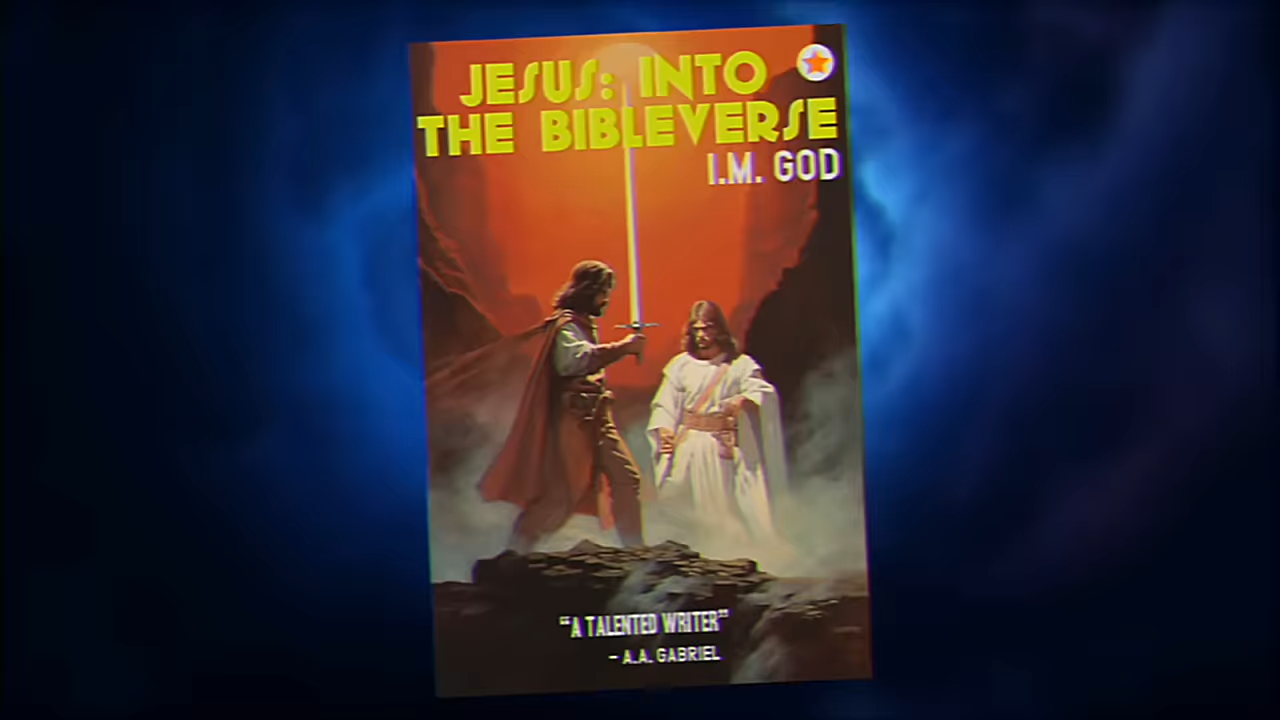 JESUS: INTO
THE BIBLEVERSE
I.M. GOD
“A TALENTED WRITER”
– A.A. GABRIEL